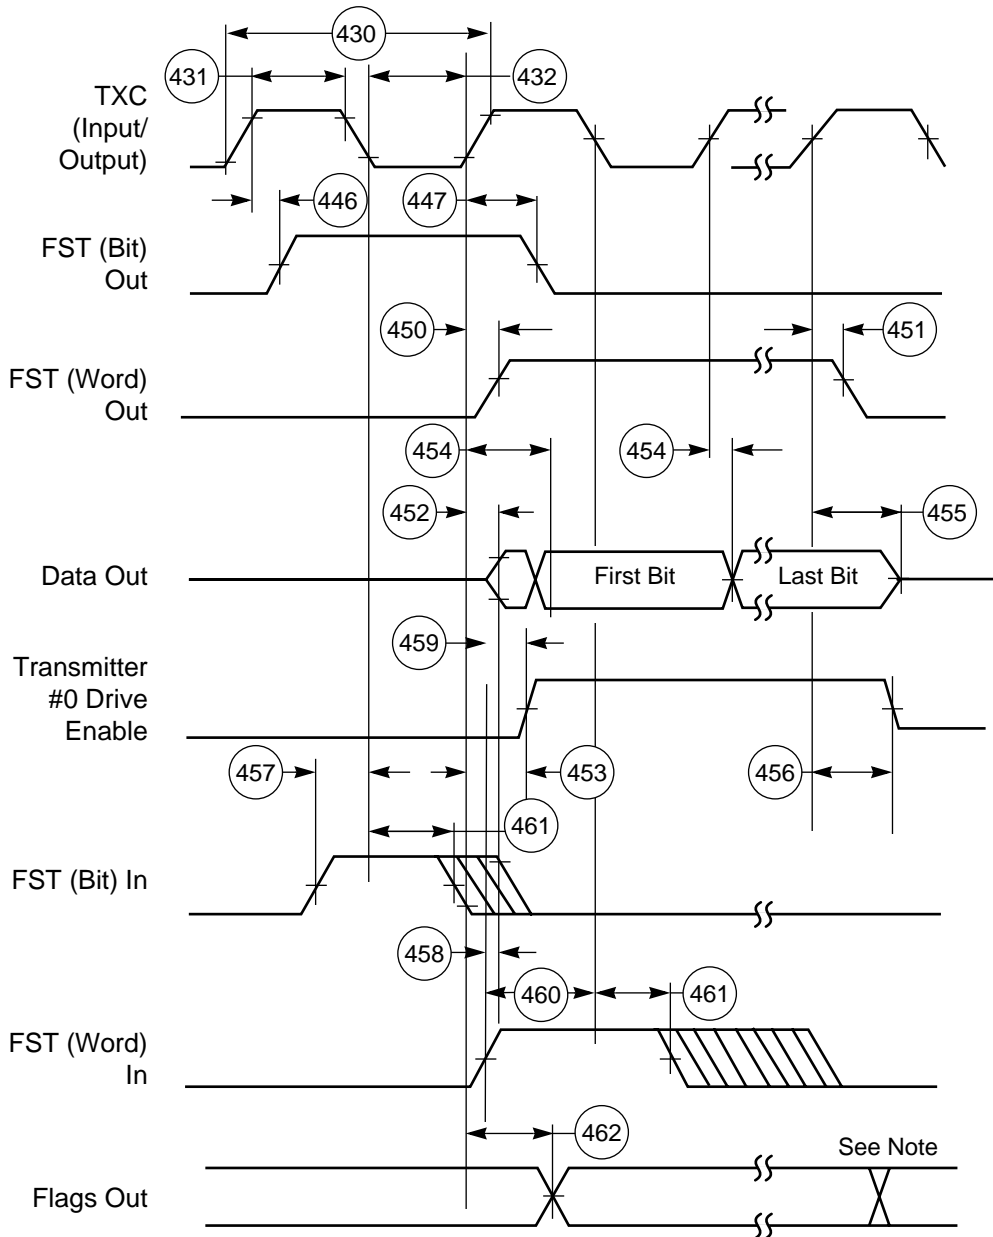 430
431
432
TXC
(Input/
Output)
446
447
FST (Bit)
Out
450
451
FST (Word)
Out
454
454
452
455
Data Out
First Bit
Last Bit
459
Transmitter
#0 Drive
Enable
457
453
456
461
FST (Bit) In
458
460
461
FST (Word)
In
462
See Note
Flags Out